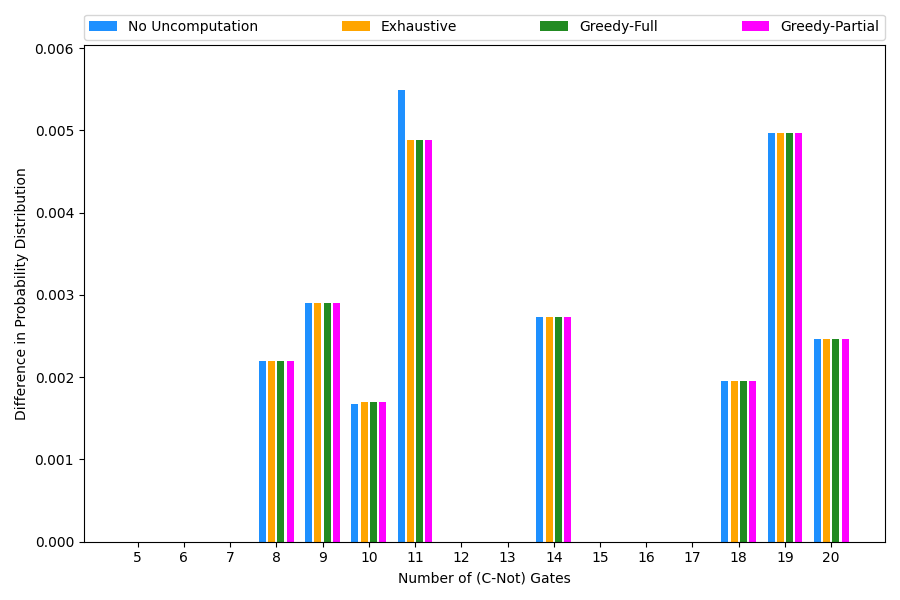 No Uncomputation Exhaustive Greedy-Full Greedy-Partial
0.006
0.005
0.004
0.003
0.002
0.001
0.000
Difference in Probability Distribution
5 6 7 8 9 10 11 12 13 14 15 16 17 18 19 20
Number of (C-Not) Gates